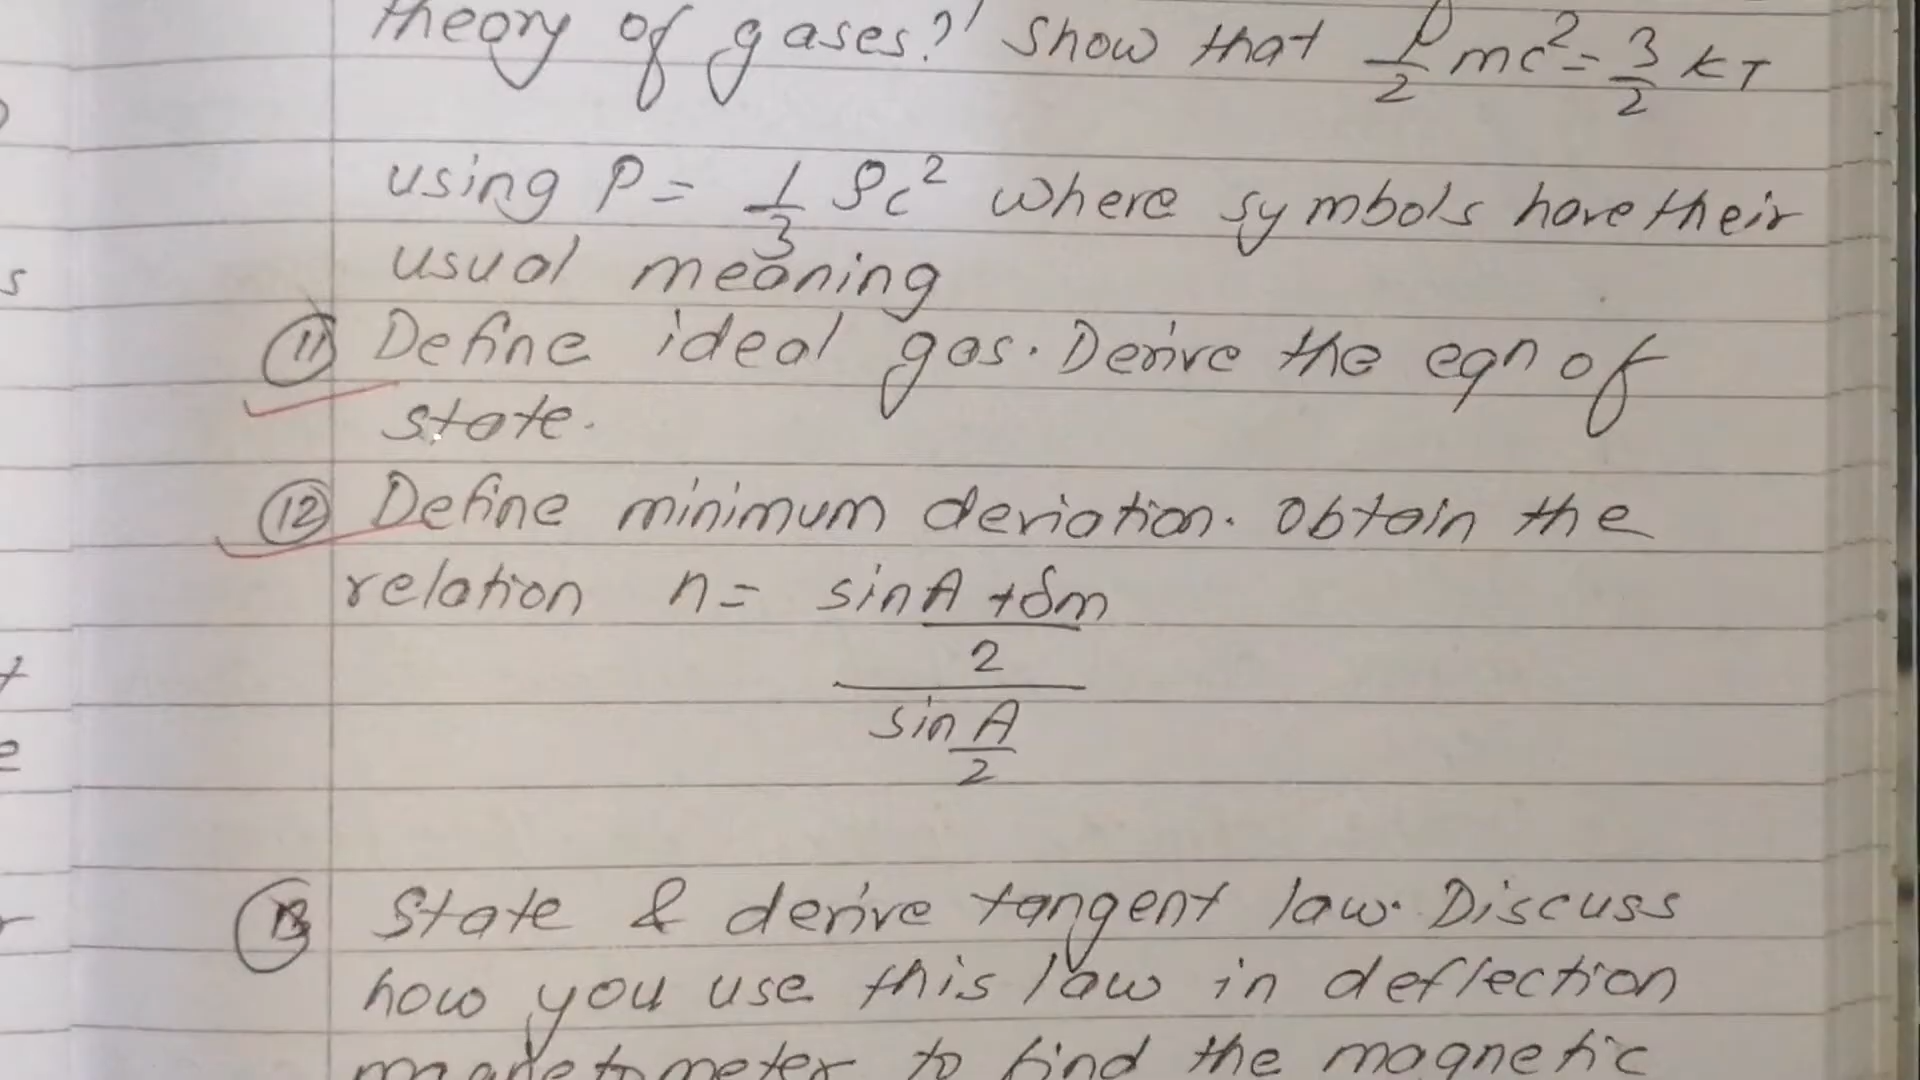 theory of gases? Show that 1/2 mc² = 3/2 KT
using P = 1/3 ρc² where symbols have their
usual meaning
⑪ Define ideal gas. Derive the eqn of
state.
⑫ Define minimum deviation. Obtain the
relation n = sin A + δm / 2 / sin A / 2
⑬ State & derive tangent law. Discuss
how you use this law in deflection
magnetometer to find the magnetic